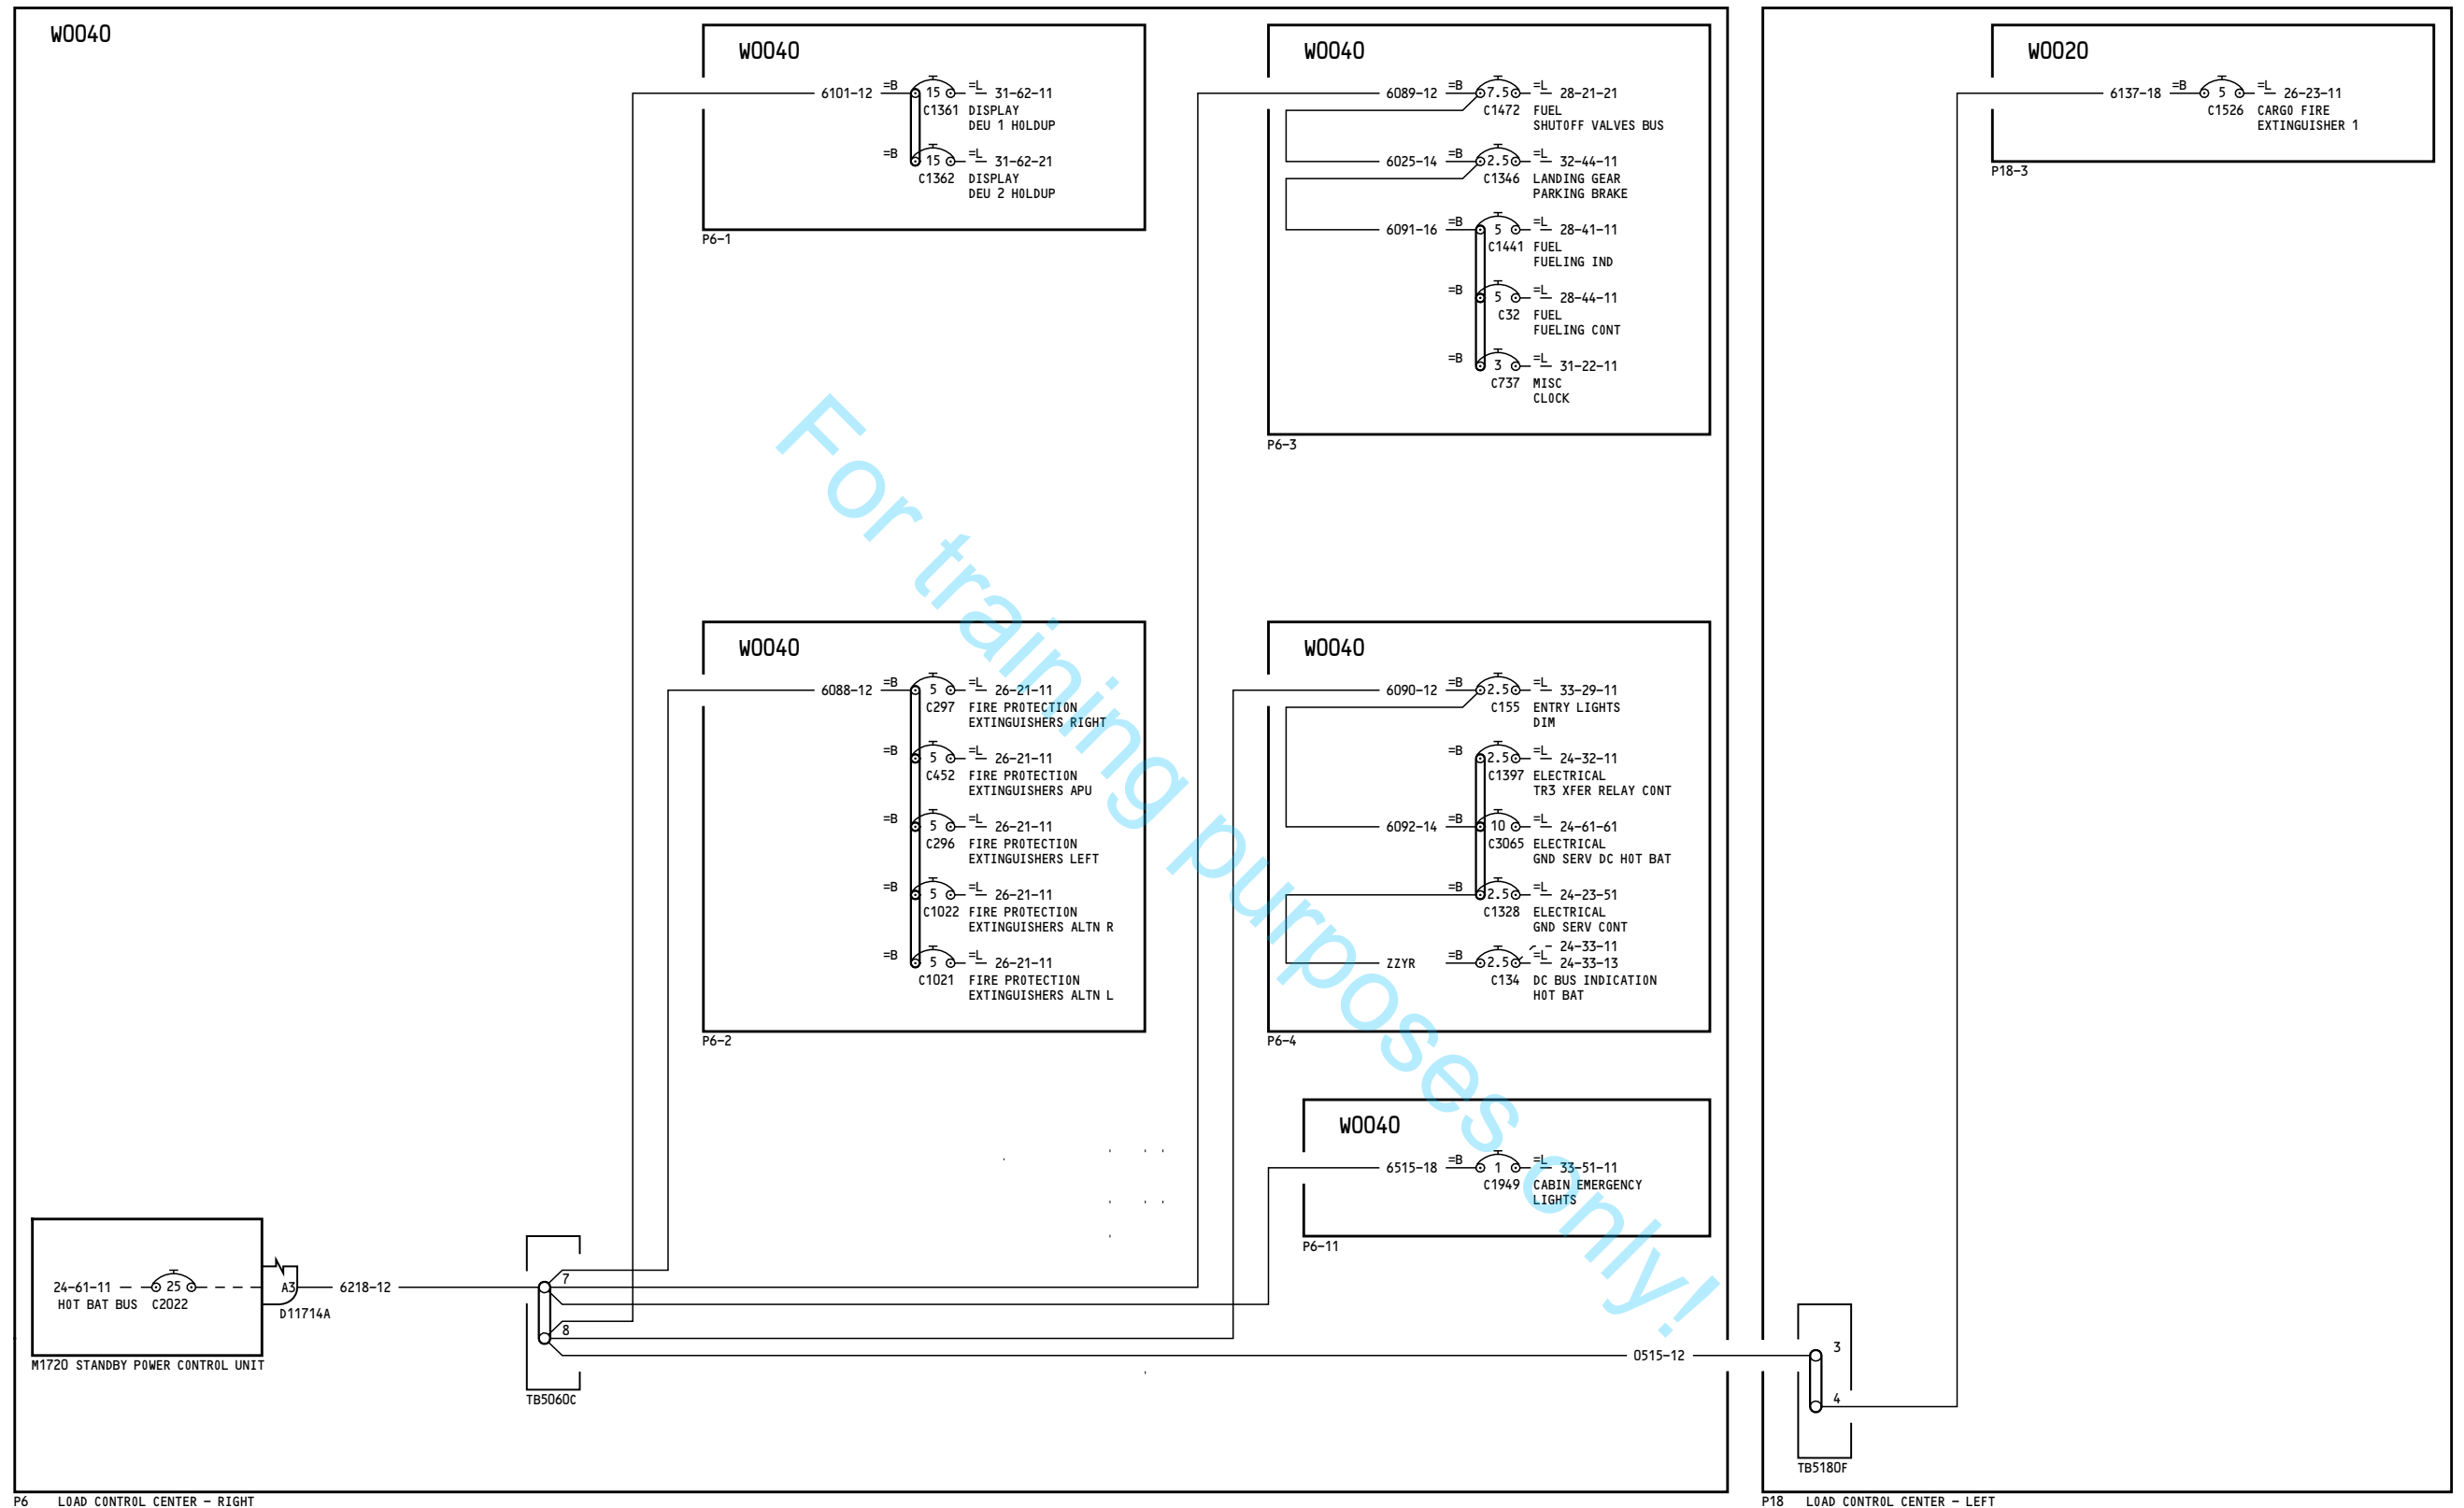 W0040
W0040
6101-12 =B 15 =L 31-62-11
C1361 DISPLAY
DEU 1 HOLDUP
=B 15 =L 31-62-21
C1362 DISPLAY
DEU 2 HOLDUP
P6-1
W0040
6089-12 =B 7.5 =L 28-21-21
C1472 FUEL
SHUTOFF VALVES BUS
6025-14 =B 2.5 =L 32-44-11
C1346 LANDING GEAR
PARKING BRAKE
6091-16 =B 5 =L 28-41-11
C1441 FUEL
FUELING IND
=B 5 =L 28-44-11
C32 FUEL
FUELING CONT
=B 3 =L 31-22-11
C737 MISC
CLOCK
P6-3
W0020
6137-18 =B 5 =L 26-23-11
C1526 CARGO FIRE
EXTINGUISHER 1
P18-3
W0040
6088-12 =B 5 =L 26-21-11
C297 FIRE PROTECTION
EXTINGUISHERS RIGHT
=B 5 =L 26-21-11
C452 FIRE PROTECTION
EXTINGUISHERS APU
=B 5 =L 26-21-11
C296 FIRE PROTECTION
EXTINGUISHERS LEFT
=B 5 =L 26-21-11
C1022 FIRE PROTECTION
EXTINGUISHERS ALTN R
=B 5 =L 26-21-11
C1021 FIRE PROTECTION
EXTINGUISHERS ALTN L
P6-2
W0040
6090-12 =B 2.5 =L 33-29-11
C155 ENTRY LIGHTS
DIM
=B 2.5 =L 24-32-11
C1397 ELECTRICAL
TR3 XFER RELAY CONT
6092-14 =B 10 =L 24-61-61
C3065 ELECTRICAL
GND SERV DC HOT BAT
=B 2.5 =L 24-23-51
C1328 ELECTRICAL
GND SERV CONT
24-33-11
ZZYR =B 2.5 =L 24-33-13
C134 DC BUS INDICATION
HOT BAT
P6-4
W0040
6515-18 =B 1 =L 33-51-11
C1949 CABIN EMERGENCY
LIGHTS
P6-11
24-61-11 25 A3 6218-12
HOT BAT BUS C2022
D11714A
M1720 STANDBY POWER CONTROL UNIT
7
8
TB5060C
0515-12
3
4
TB5180F
P6 LOAD CONTROL CENTER - RIGHT
P18 LOAD CONTROL CENTER - LEFT
For training purposes only!